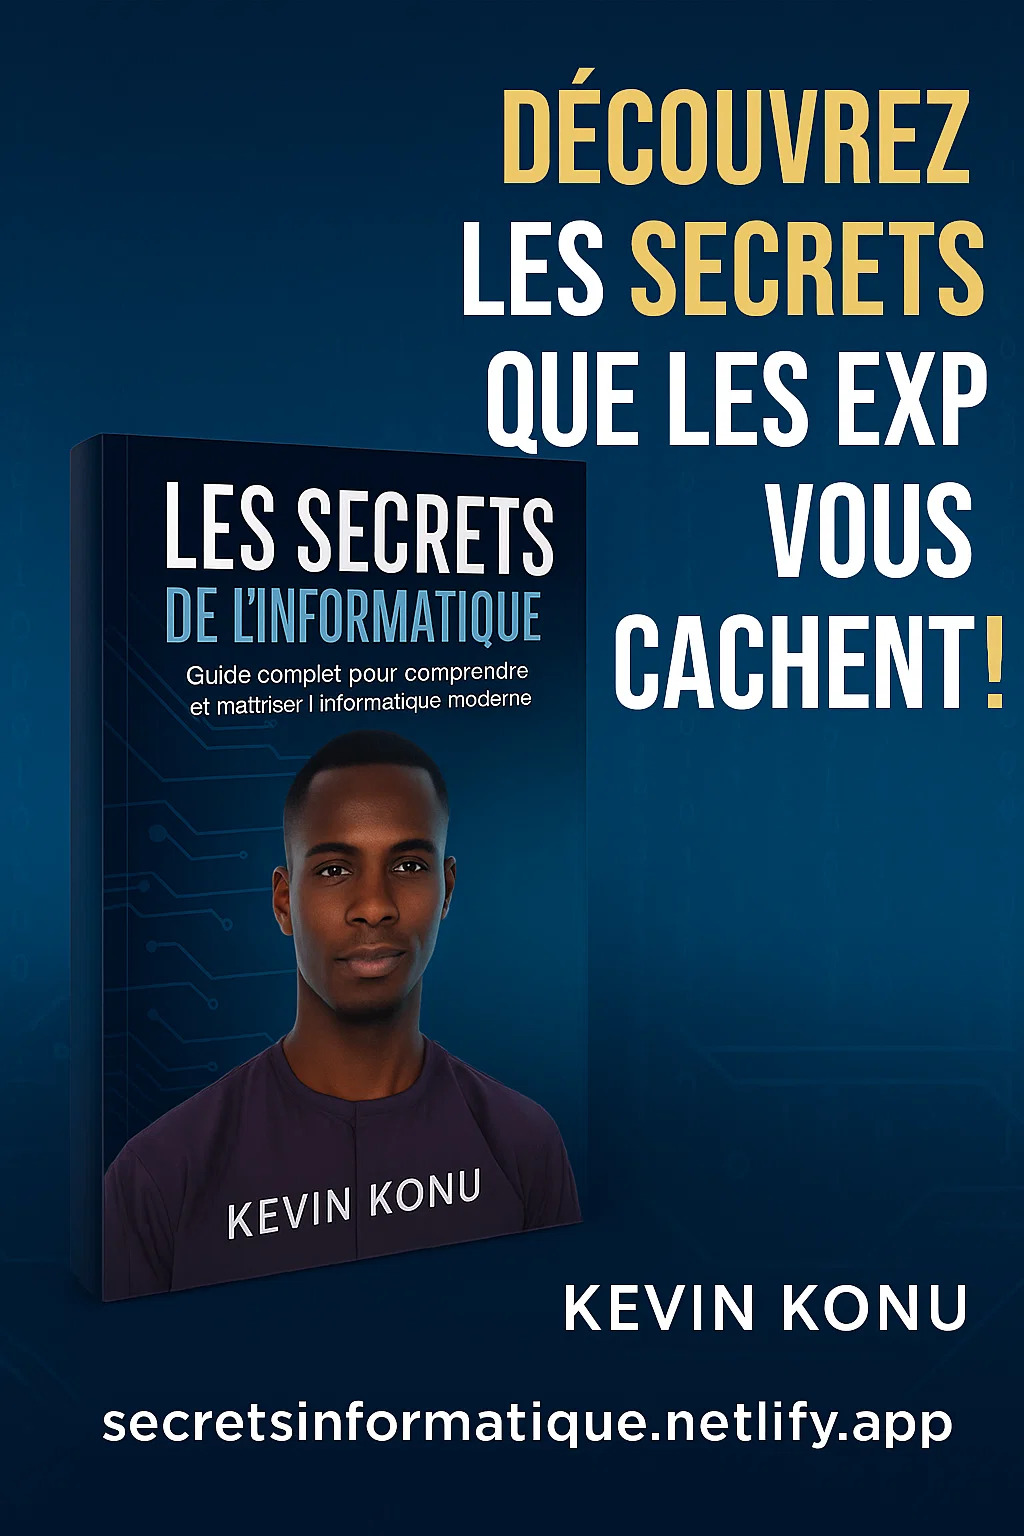 DÉCOUVREZ
LES SECRETS
QUE LES EXP
VOUS
CACHENT!
LES SECRETS
DE L'INFORMATIQUE
Guide complet pour comprendre
et mattriser l informatique moderne
KEVIN KONU
KEVIN KONU
secretsinformatique.netlify.app